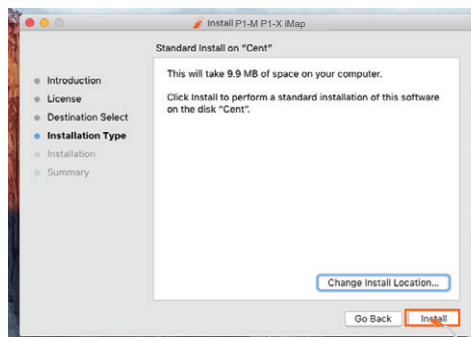 Install P1-M P1-X iMap
Standard Install on "Cent"
Introduction
License
Destination Select
Installation Type
Installation
Summary
This will take 9.9 MB of space on your computer.
Click Install to perform a standard installation of this software
on the disk "Cent".
Change Install Location...
Go Back
Install